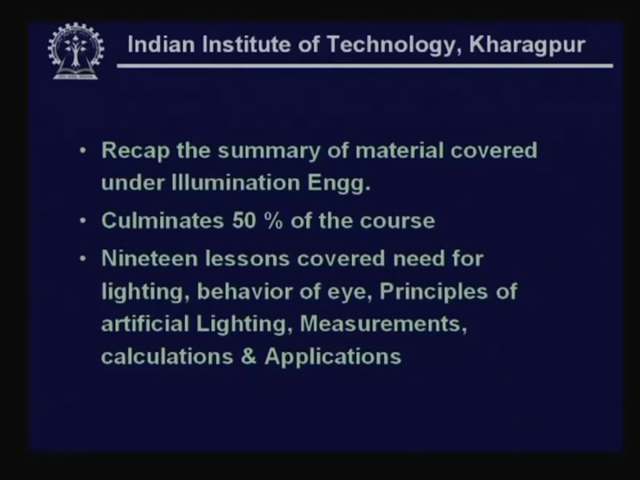 Indian Institute of Technology, Kharagpur
• Recap the summary of material covered
under Illumination Engg.
• Culminates 50 % of the course
• Nineteen lessons covered need for
lighting, behavior of eye, Principles of
artificial Lighting, Measurements,
calculations & Applications